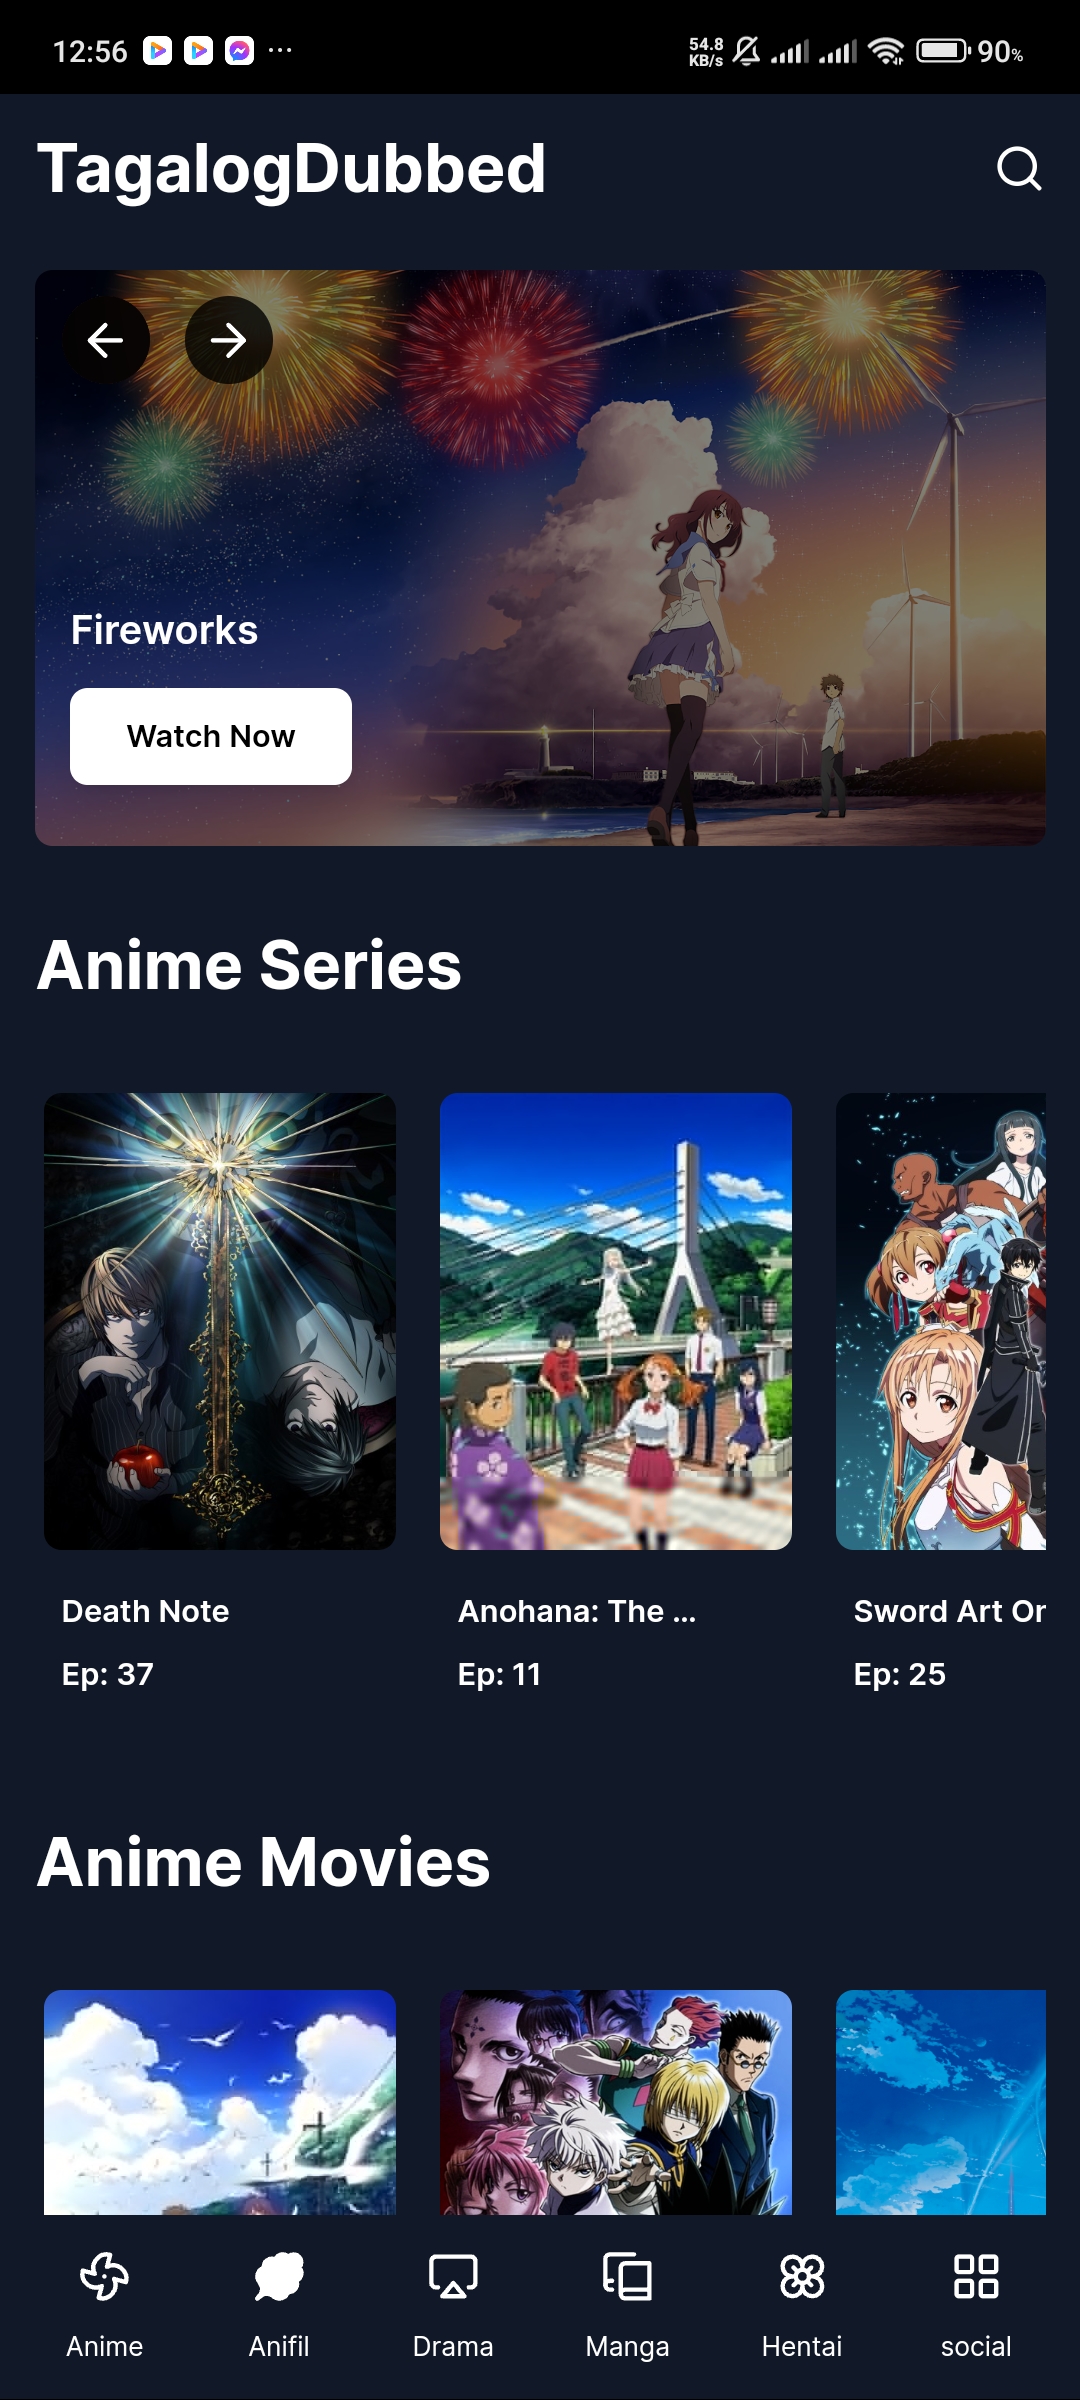 12:56 ... 54.8 KB/s 90%
TagalogDubbed
Fireworks
Watch Now
Anime Series
Death Note
Ep: 37
Anohana: The ...
Ep: 11
Sword Art Or
Ep: 25
Anime Movies
Anime Anifil Drama Manga Hentai social